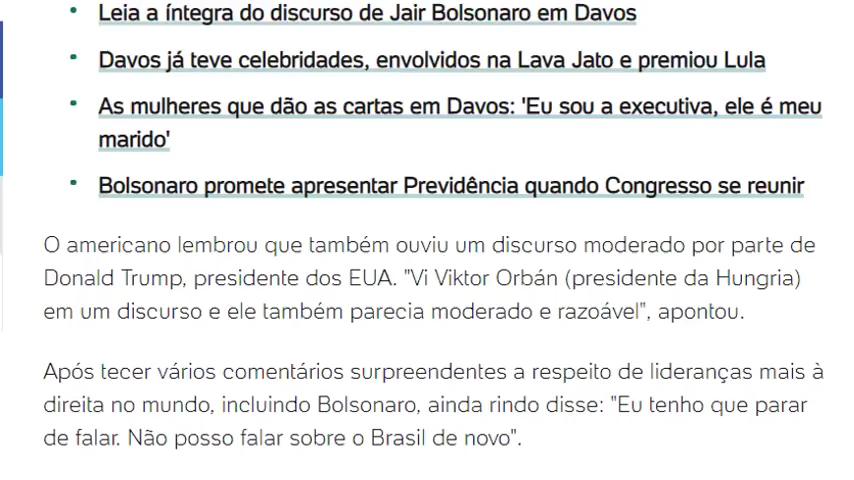 Leia a íntegra do discurso de Jair Bolsonaro em Davos
Davos já teve celebridades, envolvidos na Lava Jato e premiou Lula
As mulheres que dão as cartas em Davos: 'Eu sou a executiva, ele é meu
marido'
Bolsonaro promete apresentar Previdência quando Congresso se reunir
O americano lembrou que também ouviu um discurso moderado por parte de
Donald Trump, presidente dos EUA. "Vi Viktor Orbán (presidente da Hungria)
em um discurso e ele também parecia moderado e razoável", apontou.
Após tecer vários comentários surpreendentes a respeito de lideranças mais à
direita no mundo, incluindo Bolsonaro, ainda rindo disse: "Eu tenho que parar
de falar. Não posso falar sobre o Brasil de novo".